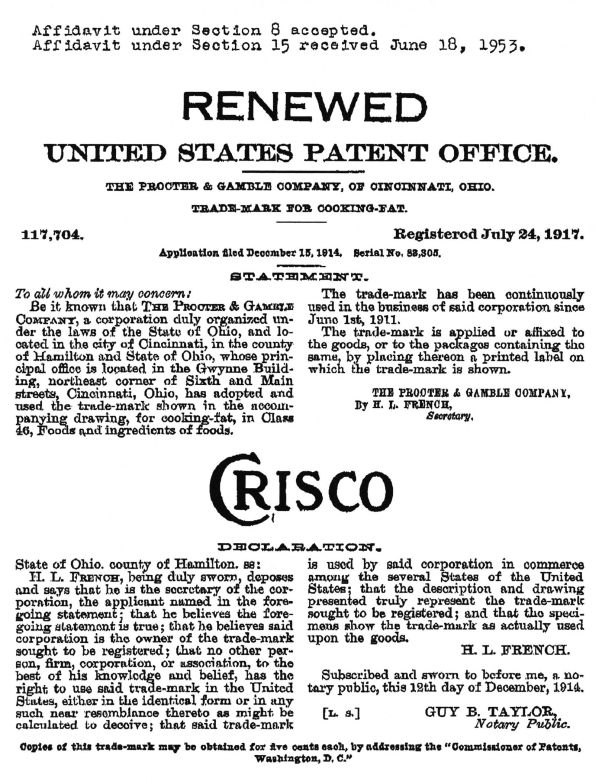 Affidavit under Section 8 accepted.
Affidavit under Section 15 received June 18, 1953.
RENEWED
UNITED STATES PATENT OFFICE.
THE PROCTER & GAMBLE COMPANY, OF CINCINNATI, OHIO.
TRADE-MARK FOR COOKING-FAT.
117,704.
Registered July 24, 1917.
Application filed December 15, 1914. Serial No. 83,305.
STATEMENT.
To all whom it may concern:
Be it known that THE PROCTER & GAMBLE
COMPANY, a corporation duly organized un-
der the laws of the State of Ohio, and lo-
cated in the city of Cincinnati, in the county
of Hamilton and State of Ohio, whose prin-
cipal office is located in the Gwynne Build-
ing, northeast corner of Sixth and Main
streets, Cincinnati, Ohio, has adopted and
used the trade-mark shown in the accom-
panying drawing, for cooking-fat, in Class
46, Foods and ingredients of foods.
The trade-mark has been continuously
used in the business of said corporation since
June 1st, 1911.
The trade-mark is applied or affixed to
the goods, or to the packages containing the
same, by placing thereon a printed label on
which the trade-mark is shown.
THE PROCTER & GAMBLE COMPANY,
By H. L. FRENCH,
Secretary.
CRISCO
DECLARATION.
State of Ohio. county of Hamilton. ss:
H. L. FRENCH, being duly sworn, deposes
and says that he is the secretary of the cor-
poration, the applicant named in the fore-
going statement; that he believes the fore-
going statement is true; that he believes said
corporation is the owner of the trade-mark
sought to be registered; that no other per-
son, firm, corporation, or association, to the
best of his knowledge and belief, has the
right to use said trade-mark in the United
States, either in the identical form or in any
such near resemblance thereto as might be
calculated to deceive; that said trade-mark
is used by said corporation in commerce
among the several States of the United
States; that the description and drawing
presented truly represent the trade-mark
sought to be registered; and that the speci-
mens show the trade-mark as actually used
upon the goods.
H. L. FRENCH.
Subscribed and sworn to before me, a no-
tary public, this 12th day of December, 1914.
[L. S.] GUY B. TAYLOR,
Notary Public.
Copies of this trade-mark may be obtained for five cents each, by addressing the "Commissioner of Patents,
Washington, D. C."